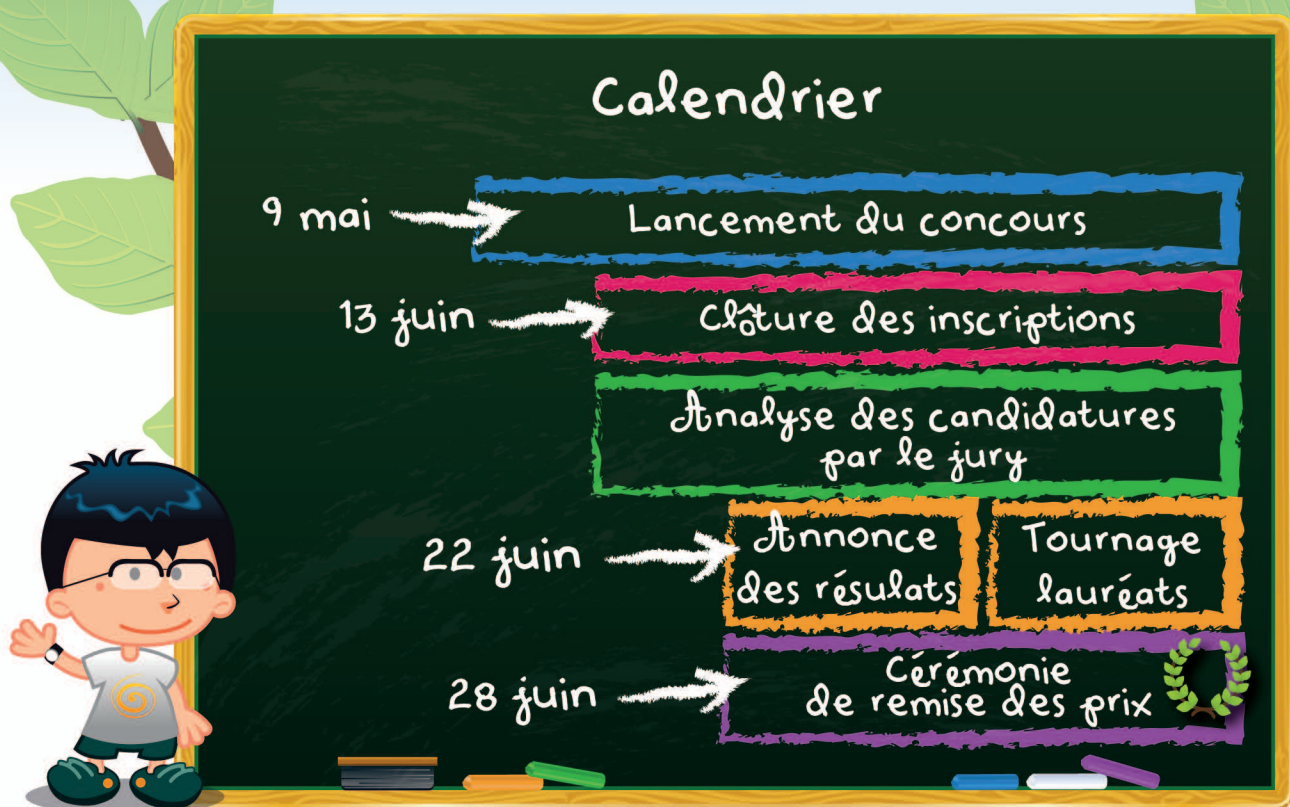 Calendrier
9 mai
Lancement du concours
13 juin
Clôture des inscriptions
Analyse des candidatures
par le jury
22 juin
Annonce
des résulats
Tournage
lauréats
28 juin
Cérémonie
de remise des prix